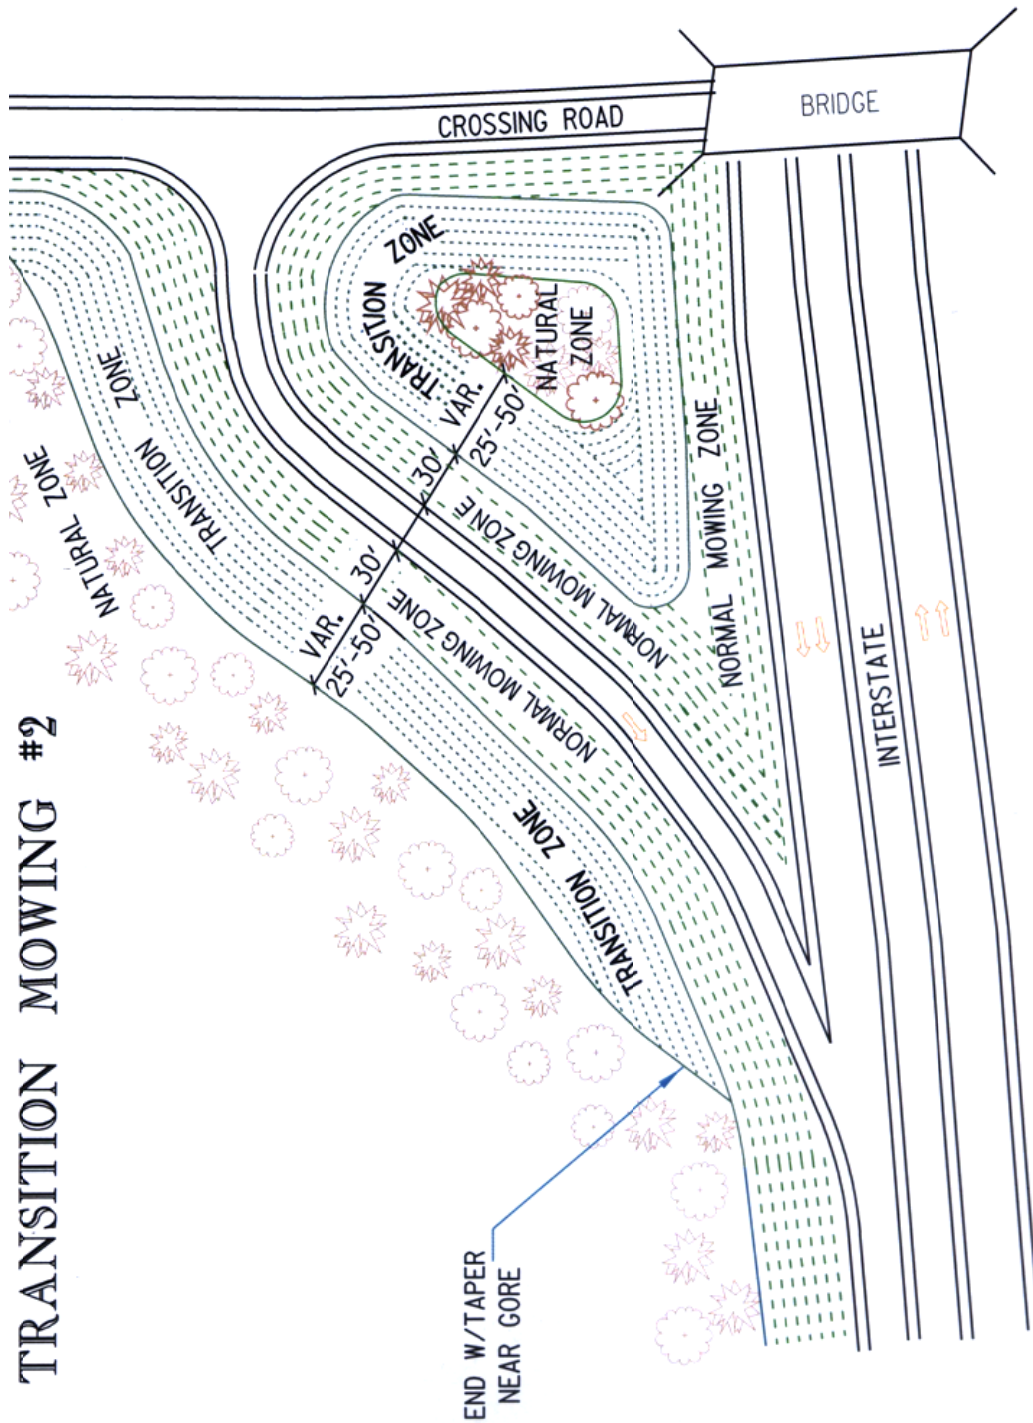 TRANSITION MOWING #2
CROSSING ROAD
BRIDGE
TRANSITION ZONE
NATURAL ZONE
VAR.
25'-50'
30'
NORMAL MOWING ZONE
NORMAL MOWING ZONE
TRANSITION ZONE
NATURAL ZONE
VAR.
25'-50'
30'
NORMAL MOWING ZONE
TRANSITION ZONE
INTERSTATE
END W/TAPER
NEAR GORE